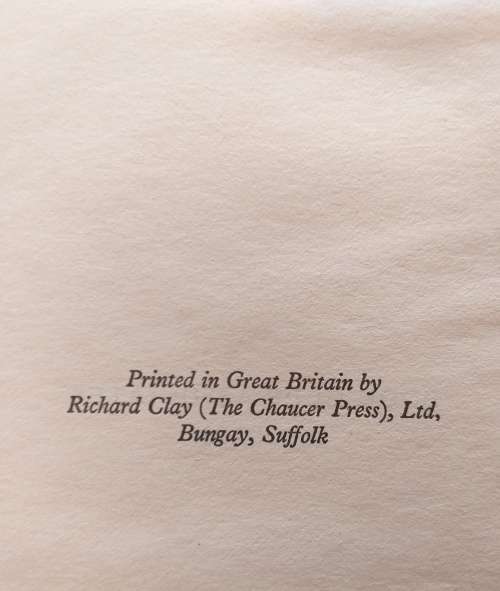 Printed in Great Britain by
Richard Clay (The Chaucer Press), Ltd,
Bungay, Suffolk